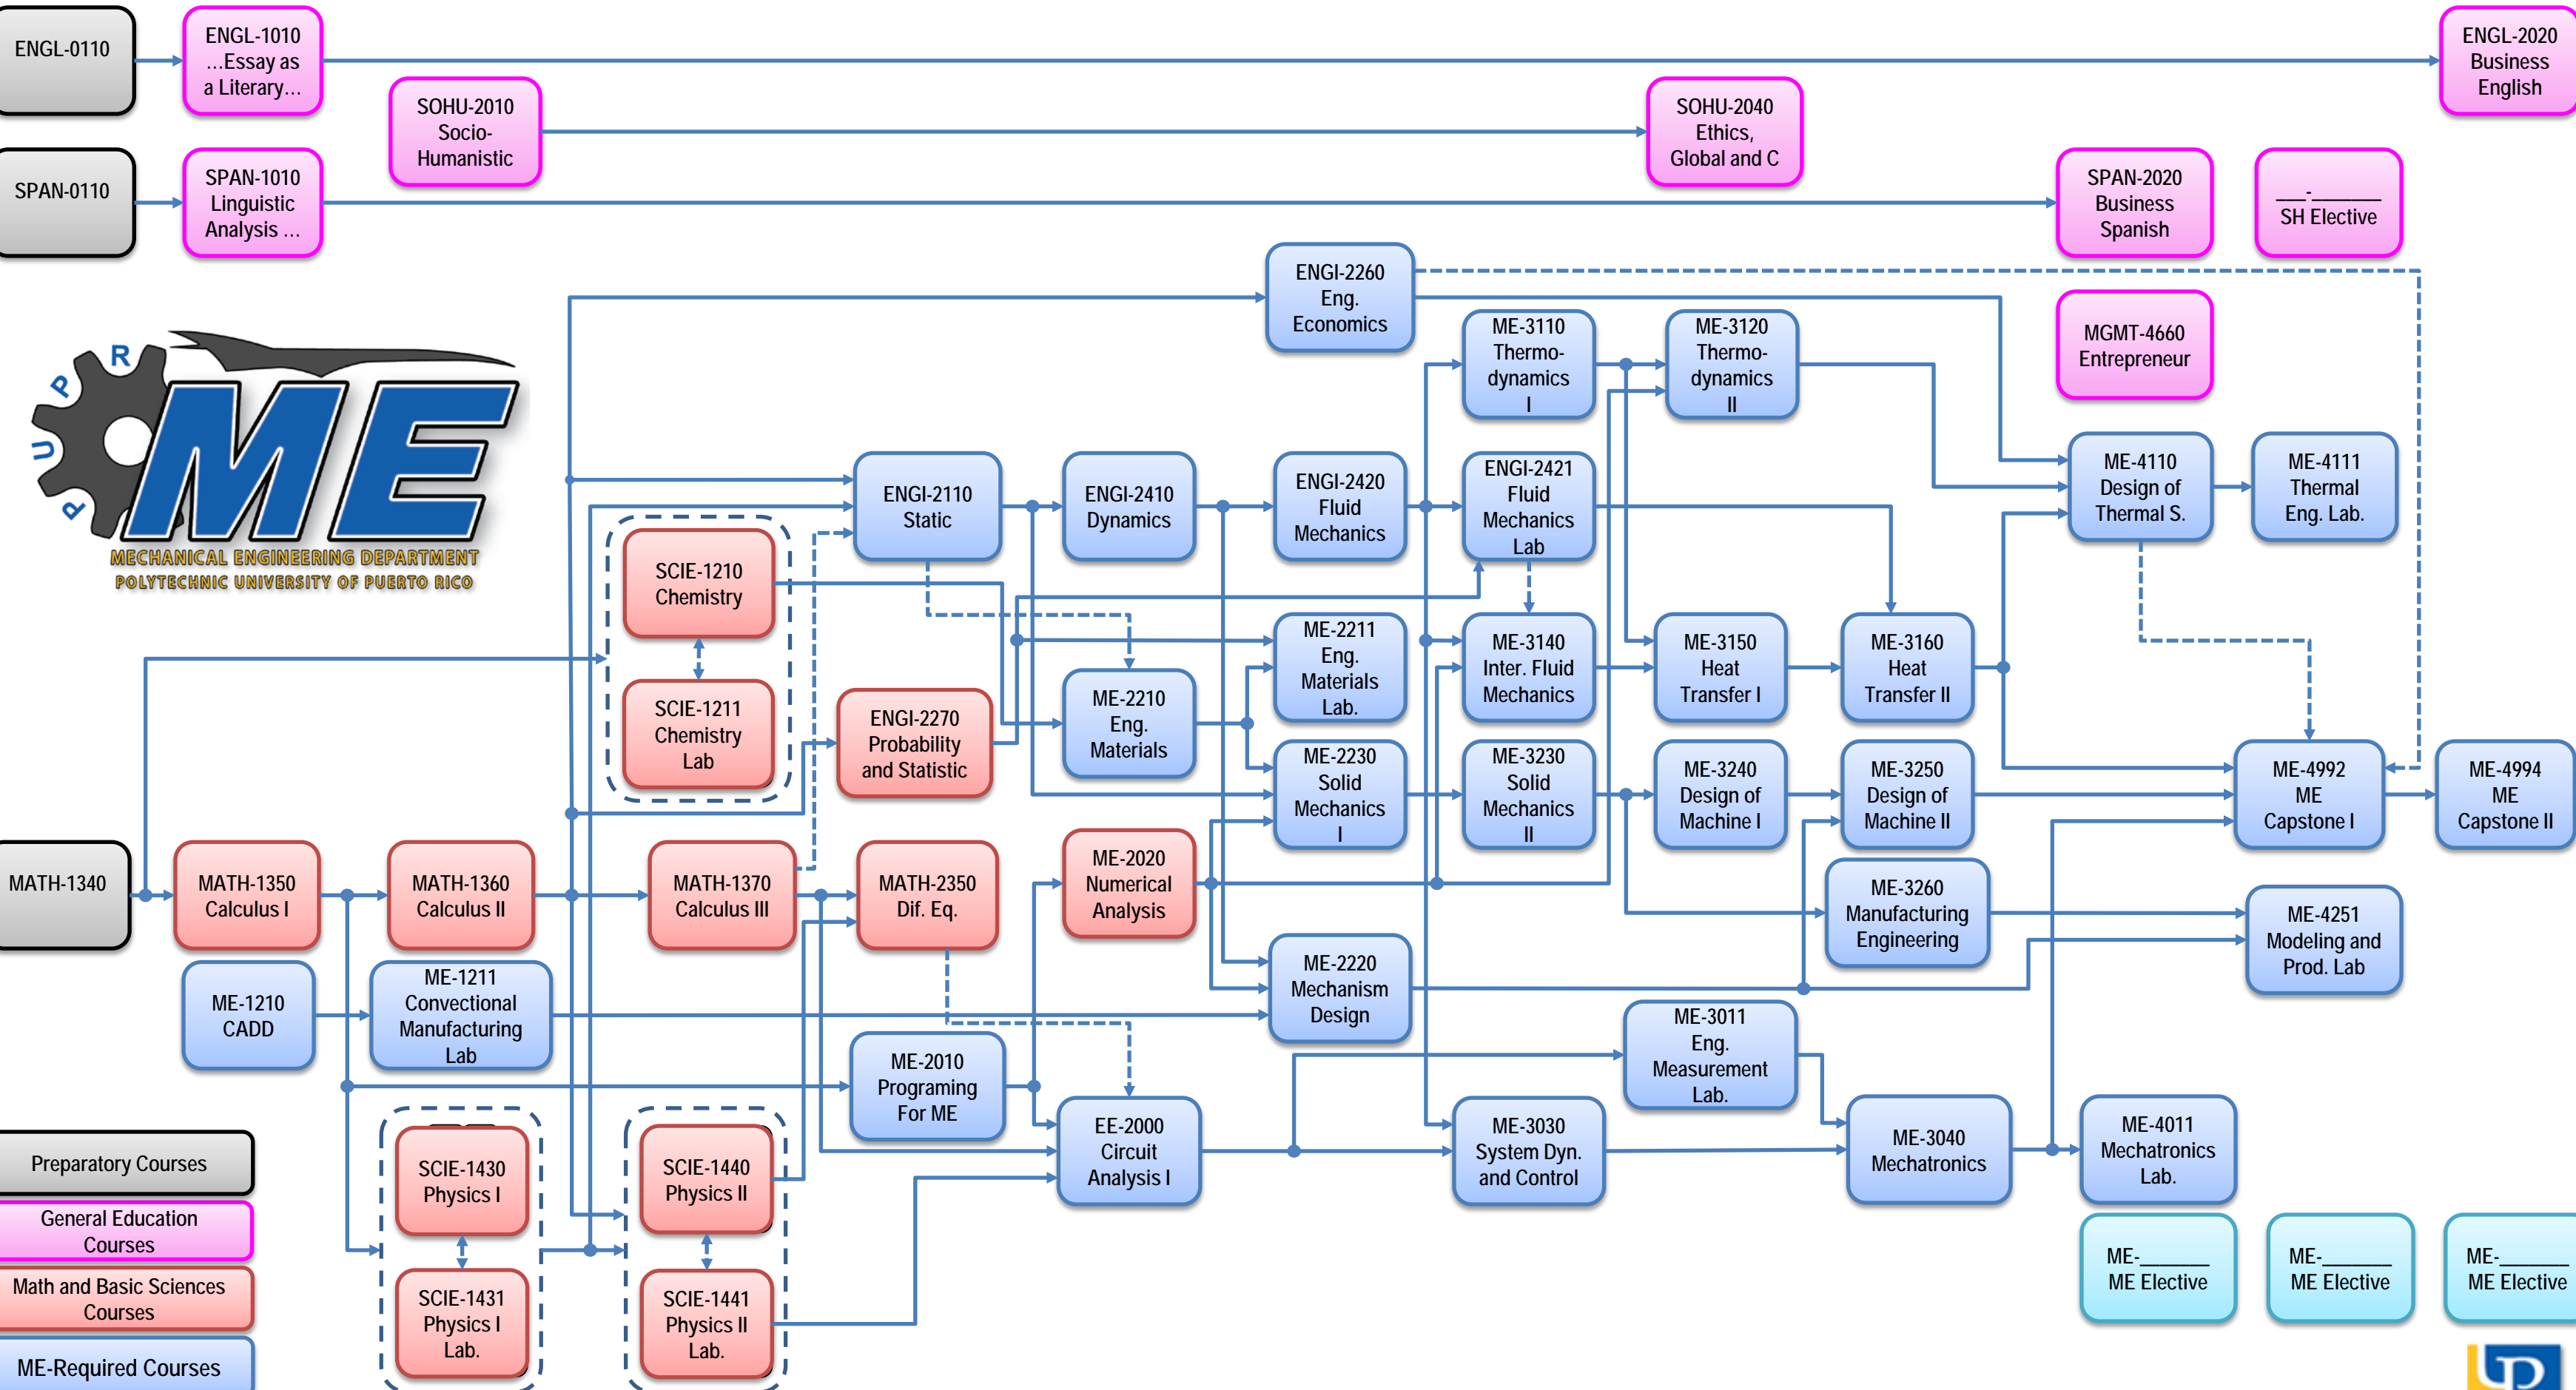 ENGL-0110
ENGL-1010
...Essay as
a Literary...
ENGL-2020
Business
English
SOHU-2010
Socio-
Humanistic
SOHU-2040
Ethics,
Global and C
SPAN-0110
SPAN-1010
Linguistic
Analysis ...
SPAN-2020
Business
Spanish
___-_______
SH Elective
ENGI-2260
Eng.
Economics
MGMT-4660
Entrepreneur
ME-3110
Thermo-
dynamics
I
ME-3120
Thermo-
dynamics
II
P U P R
ME
MECHANICAL ENGINEERING DEPARTMENT
POLYTECHNIC UNIVERSITY OF PUERTO RICO
ENGI-2110
Static
ENGI-2410
Dynamics
ENGI-2420
Fluid
Mechanics
ENGI-2421
Fluid
Mechanics
Lab
ME-4110
Design of
Thermal S.
ME-4111
Thermal
Eng. Lab.
SCIE-1210
Chemistry
SCIE-1211
Chemistry
Lab
ENGI-2270
Probability
and Statistic
ME-2210
Eng.
Materials
ME-2211
Eng.
Materials
Lab.
ME-3140
Inter. Fluid
Mechanics
ME-3150
Heat
Transfer I
ME-3160
Heat
Transfer II
ME-2230
Solid
Mechanics
I
ME-3230
Solid
Mechanics
II
ME-3240
Design of
Machine I
ME-3250
Design of
Machine II
ME-4992
ME
Capstone I
ME-4994
ME
Capstone II
MATH-1340
MATH-1350
Calculus I
MATH-1360
Calculus II
MATH-1370
Calculus III
MATH-2350
Dif. Eq.
ME-2020
Numerical
Analysis
ME-3260
Manufacturing
Engineering
ME-4251
Modeling and
Prod. Lab
ME-1210
CADD
ME-1211
Convectional
Manufacturing
Lab
ME-2220
Mechanism
Design
ME-2010
Programing
For ME
ME-3011
Eng.
Measurement
Lab.
EE-2000
Circuit
Analysis I
ME-3030
System Dyn.
and Control
ME-3040
Mechatronics
ME-4011
Mechatronics
Lab.
SCIE-1430
Physics I
SCIE-1431
Physics I
Lab.
SCIE-1440
Physics II
SCIE-1441
Physics II
Lab.
ME-_______
ME Elective
ME-_______
ME Elective
ME-_______
ME Elective
Preparatory Courses
General Education
Courses
Math and Basic Sciences
Courses
ME-Required Courses